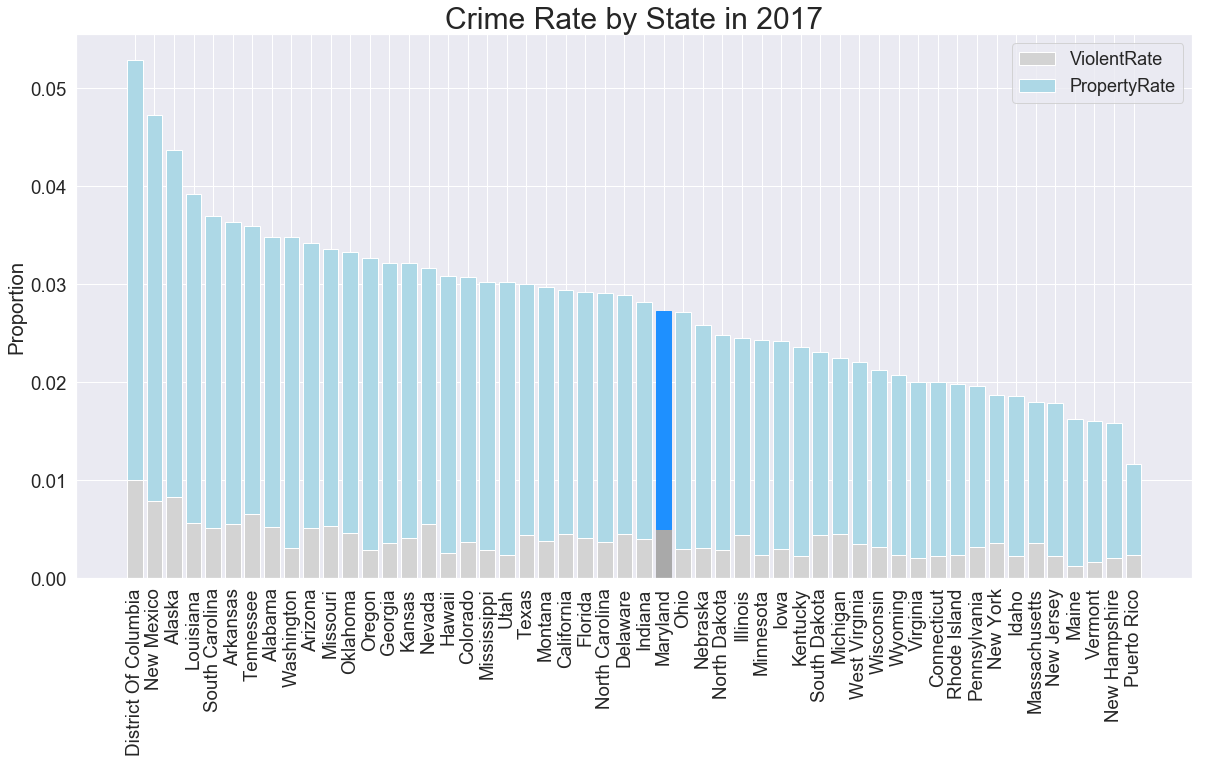 Crime Rate by State in 2017
ViolentRate
PropertyRate
Proportion
0.05
0.04
0.03
0.02
0.01
0.00
District Of Columbia
New Mexico
Alaska
Louisiana
South Carolina
Arkansas
Tennessee
Alabama
Washington
Arizona
Missouri
Oklahoma
Oregon
Georgia
Kansas
Nevada
Hawaii
Colorado
Mississippi
Utah
Texas
Montana
California
Florida
North Carolina
Delaware
Indiana
Maryland
Ohio
Nebraska
North Dakota
Illinois
Minnesota
Iowa
Kentucky
South Dakota
Michigan
West Virginia
Wisconsin
Wyoming
Virginia
Connecticut
Rhode Island
Pennsylvania
New York
Idaho
Massachusetts
New Jersey
Maine
Vermont
New Hampshire
Puerto Rico